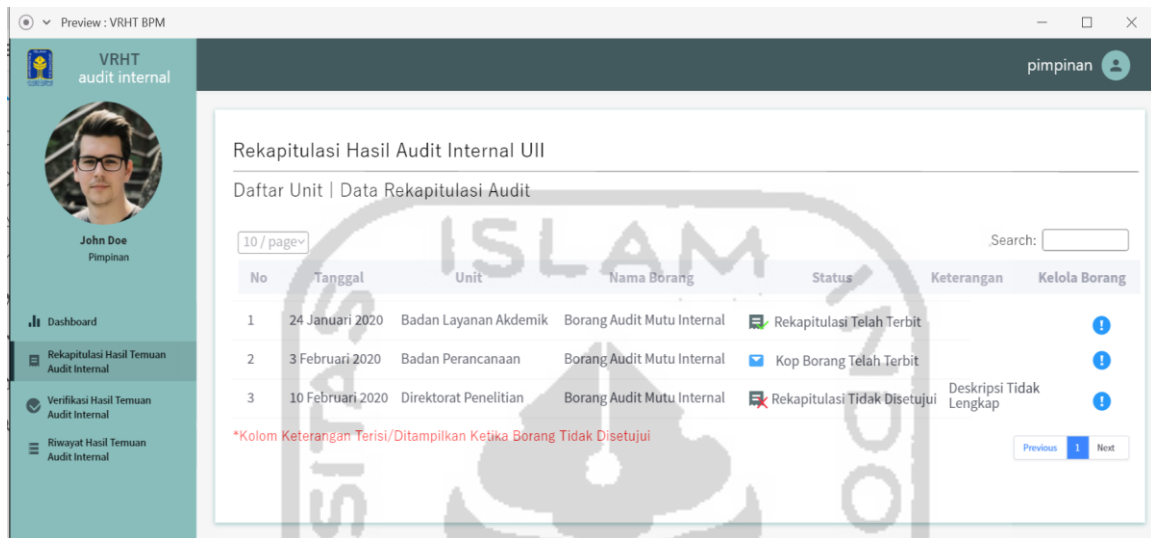 Preview : VRHT BPM
VRHT
audit internal
pimpinan
John Doe
Pimpinan
Dashboard
Rekapitulasi Hasil Temuan
Audit Internal
Verifikasi Hasil Temuan
Audit Internal
Riwayat Hasil Temuan
Audit Internal
Rekapitulasi Hasil Audit Internal UII
Daftar Unit | Data Rekapitulasi Audit
10 / page
Search:
No Tanggal Unit Nama Borang Status Keterangan Kelola Borang
1 24 Januari 2020 Badan Layanan Akdemik Borang Audit Mutu Internal Rekapitulasi Telah Terbit
2 3 Februari 2020 Badan Perancanaan Borang Audit Mutu Internal Kop Borang Telah Terbit
3 10 Februari 2020 Direktorat Penelitian Borang Audit Mutu Internal Rekapitulasi Tidak Disetujui Deskripsi Tidak
Lengkap
*Kolom Keterangan Terisi/Ditampilkan Ketika Borang Tidak Disetujui
Previous 1 Next
ISLAM
SITAS
INDO